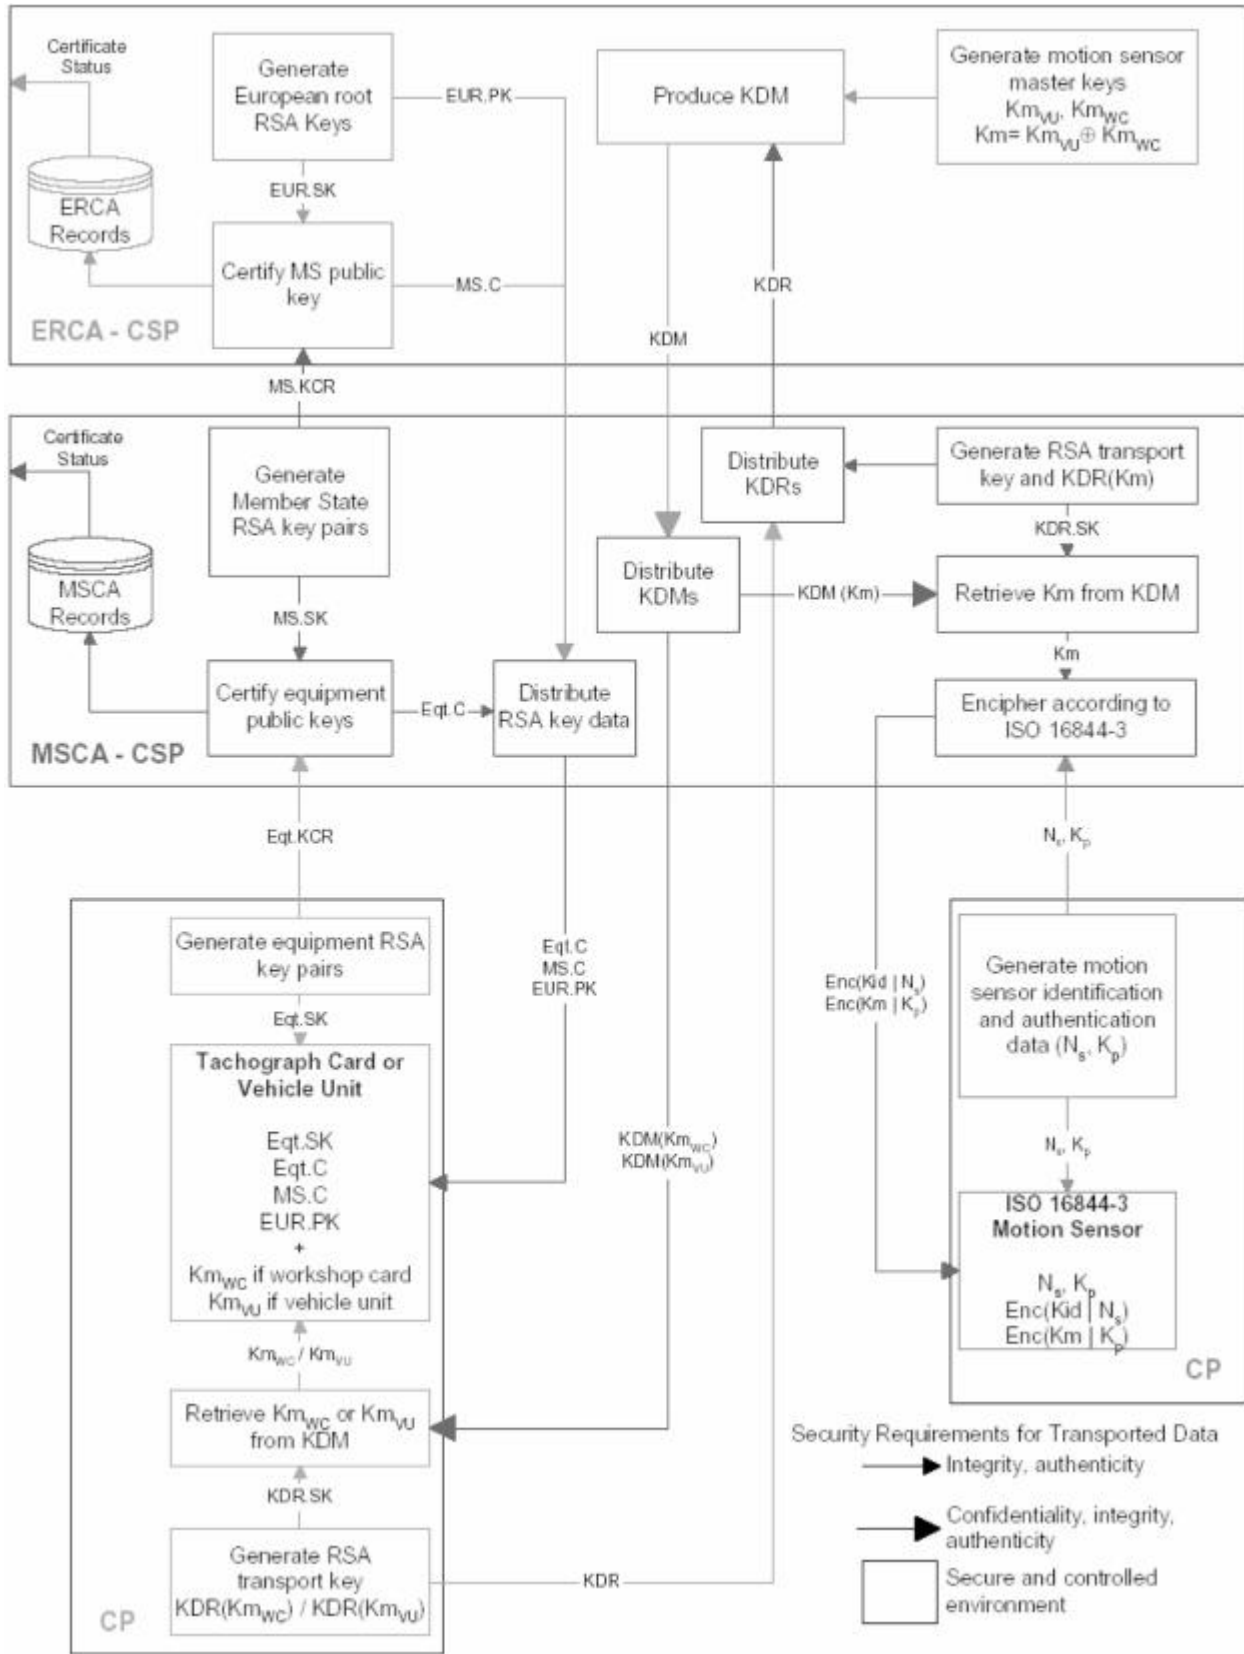 Certificate
Status
Generate
European root
RSA Keys
EUR.PK
Produce KDM
Generate motion sensor
master keys
Km_VU, Km_WC
Km= Km_VU ⊕ Km_WC
EUR.SK
ERCA
Records
Certify MS public
key
MS.C
KDR
ERCA - CSP
KDM
MS.KCR
Certificate
Status
Generate
Member State
RSA key pairs
Distribute
KDRs
Generate RSA transport
key and KDR(Km)
KDR.SK
MSCA
Records
MS.SK
Distribute
KDMs
KDM (Km)
Retrieve Km from KDM
Km
Certify equipment
public keys
Eqt.C
Distribute
RSA key data
Encipher according to
ISO 16844-3
MSCA - CSP
Eqt.KCR
N_s, K_p
Generate equipment RSA
key pairs
Eqt.SK
Eqt.C
MS.C
EUR.PK
Enc(Kid | N_s)
Enc(Km | K_p)
Generate motion
sensor identification
and authentication
data (N_s, K_p)
Tachograph Card or
Vehicle Unit
Eqt.SK
Eqt.C
MS.C
EUR.PK
+
Km_WC if workshop card
Km_VU if vehicle unit
KDM(Km_WC)
KDM(Km_VU)
N_s, K_p
ISO 16844-3
Motion Sensor
N_s, K_p
Enc(Kid | N_s)
Enc(Km | K_p)
CP
Km_WC / Km_VU
Retrieve Km_WC or Km_VU
from KDM
KDR.SK
Generate RSA
transport key
KDR(Km_WC) / KDR(Km_VU)
KDR
CP
Security Requirements for Transported Data
Integrity, authenticity
Confidentiality, integrity,
authenticity
Secure and controlled
environment